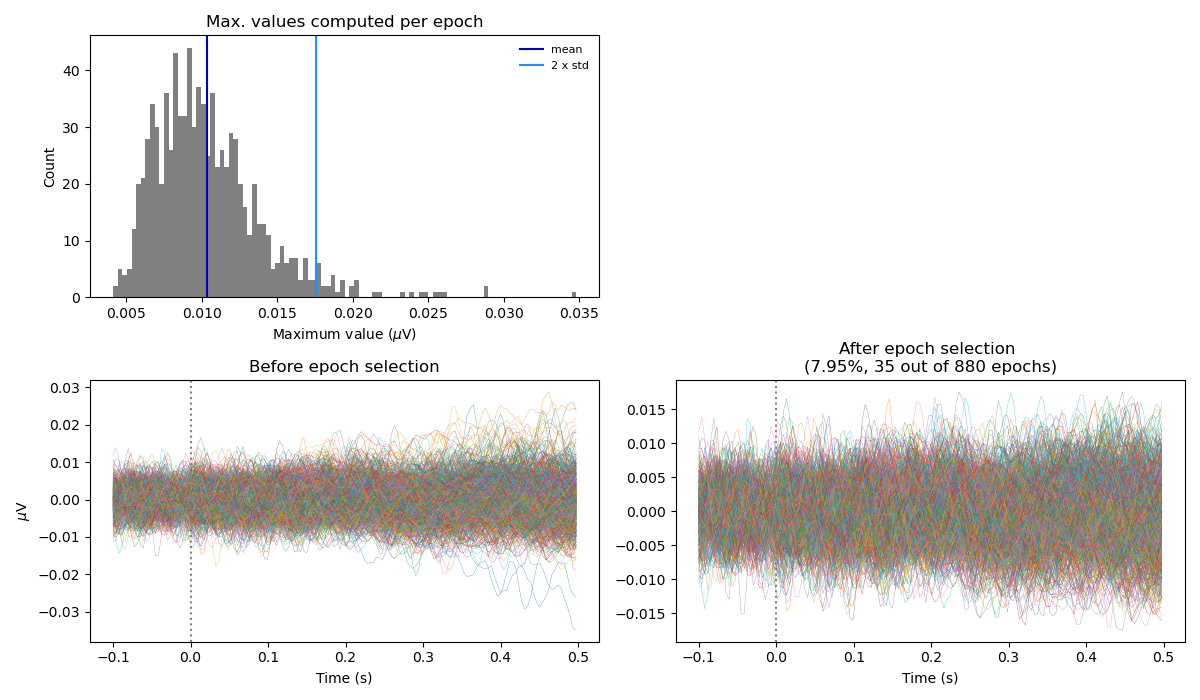 Max. values computed per epoch
mean
2 x std
Count
40
30
20
10
0
0.005 0.010 0.015 0.020 0.025 0.030 0.035
Maximum value (μV)
Before epoch selection
μV
0.03
0.02
0.01
0.00
−0.01
−0.02
−0.03
−0.1 0.0 0.1 0.2 0.3 0.4 0.5
Time (s)
After epoch selection
(7.95%, 35 out of 880 epochs)
0.015
0.010
0.005
0.000
−0.005
−0.010
−0.015
−0.1 0.0 0.1 0.2 0.3 0.4 0.5
Time (s)